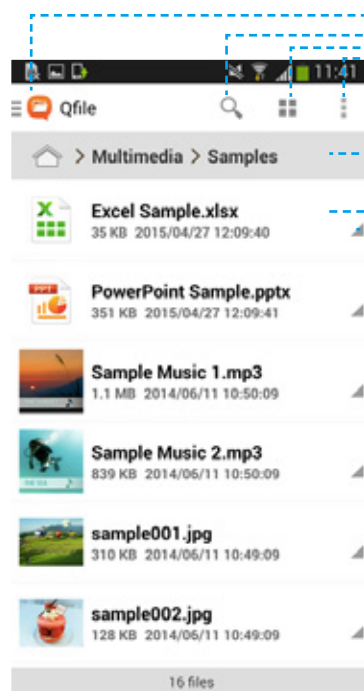 11:41
Qfile
> Multimedia > Samples
Excel Sample.xlsx
35 KB 2015/04/27 12:09:40
PPT
PowerPoint Sample.pptx
351 KB 2015/04/27 12:09:41
Sample Music 1.mp3
1.1 MB 2014/06/11 10:50:09
Sample Music 2.mp3
839 KB 2014/06/11 10:50:09
sample001.jpg
310 KB 2014/06/11 10:49:09
sample002.jpg
128 KB 2014/06/11 10:49:09
16 files